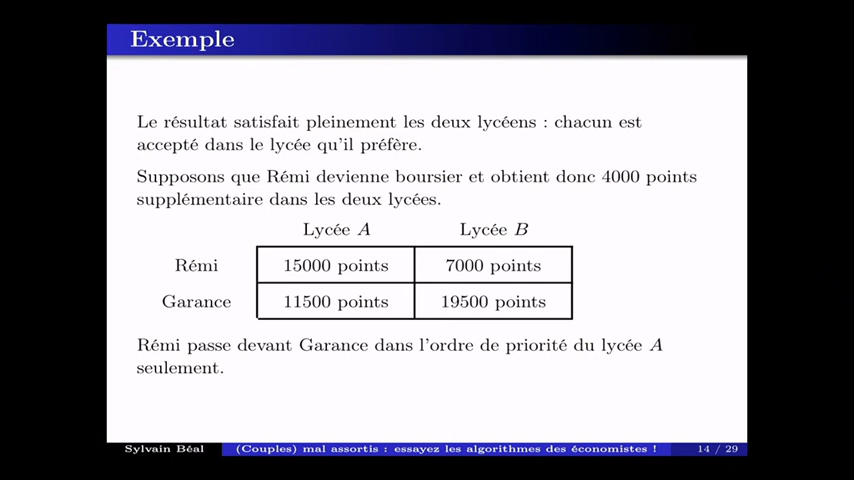 Exemple
Le résultat satisfait pleinement les deux lycéens : chacun est
accepté dans le lycée qu'il préfère.
Supposons que Rémi devienne boursier et obtient donc 4000 points
supplémentaire dans les deux lycées.
Lycée A Lycée B
Rémi 15000 points 7000 points
Garance 11500 points 19500 points
Rémi passe devant Garance dans l'ordre de priorité du lycée A
seulement.
Sylvain Béal (Couples) mal assortis : essayez les algorithmes des économistes ! 14 / 29